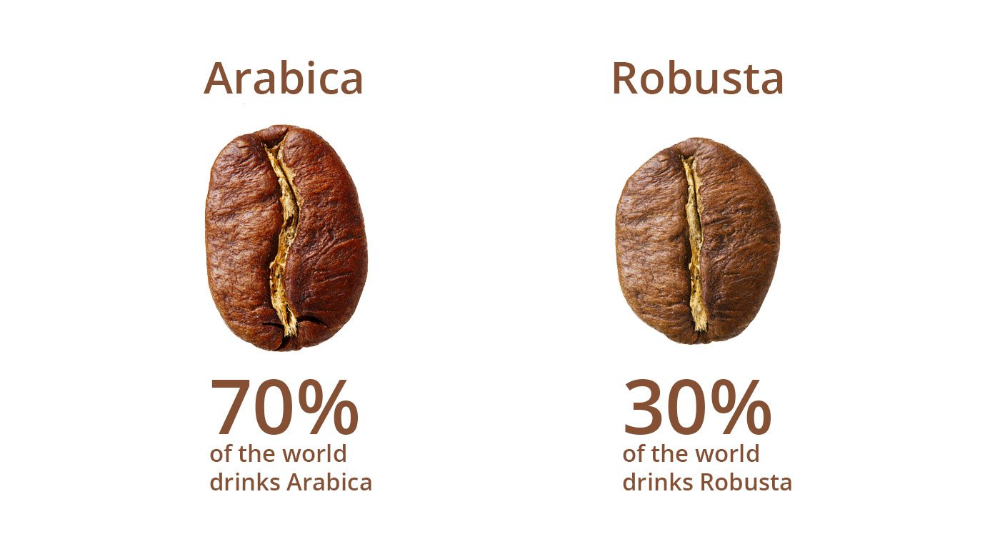 Arabica
70%
of the world
drinks Arabica
Robusta
30%
of the world
drinks Robusta